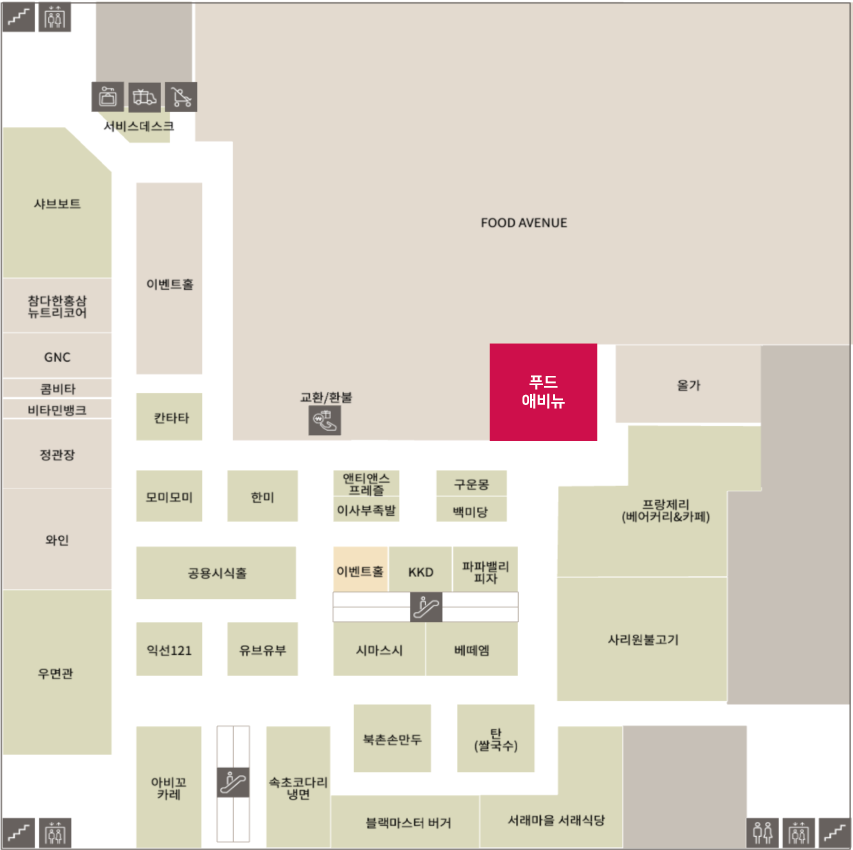 서비스데스크
샤브보트
FOOD AVENUE
이벤트홀
참다한홍삼
뉴트리코어
GNC
푸드
애비뉴
올가
콤비타
교환/환불
비타민뱅크
칸타타
정관장
앤티앤스
프레즐
구운몽
모미모미
한미
이사부족발
백미당
프랑제리
(베이커리&카페)
와인
공용시식홀
이벤트홀
KKD
파파밸리
피자
사리원불고기
익선121
유브유부
시마스시
베떼엠
우면관
북촌손만두
탄
(쌀국수)
아비꼬
카레
속초코다리
냉면
블랙마스터 버거
서래마을 서래식당